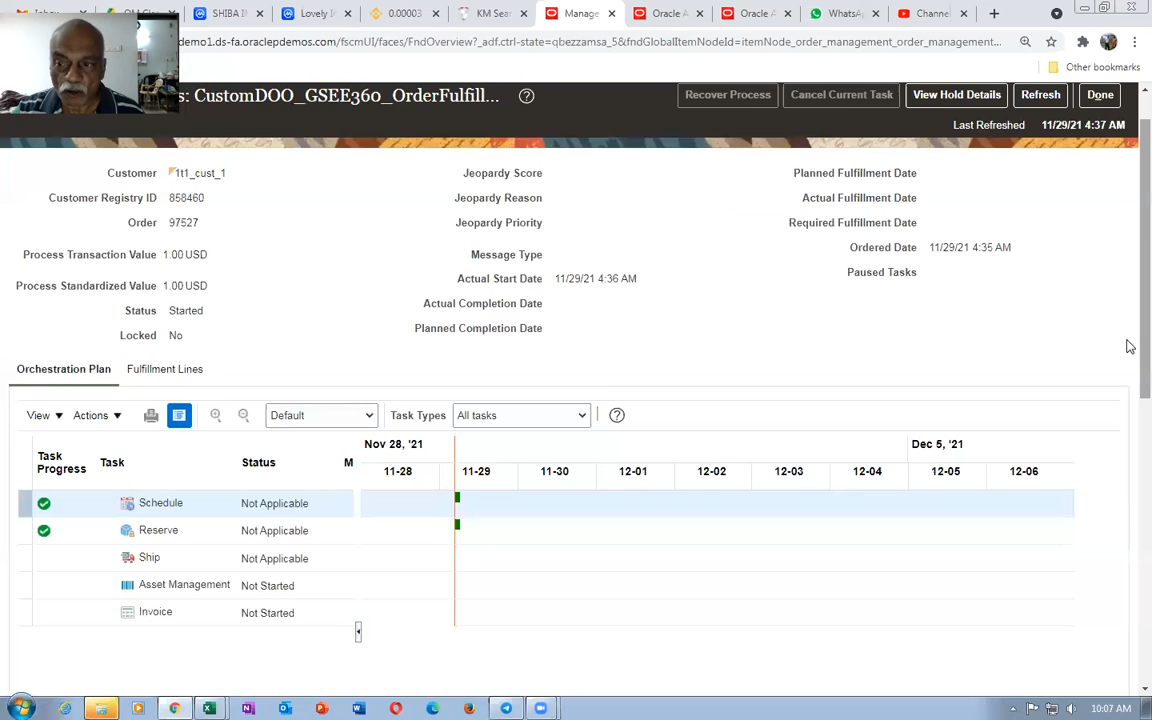 SHIBA I
Lovely I
0.00003
KM Sear
Manage
Oracle A
Oracle A
WhatsA
Channel
demo1.ds-fa.oraclepdemos.com/fscmUI/faces/FndOverview?_adf.ctrl-state=qbezzamsa_5&fndGlobalItemNodeId=itemNode_order_management_order_management...
Other bookmarks
s: CustomDOO_GSEE360_OrderFulfill...
Recover Process
Cancel Current Task
View Hold Details
Refresh
Done
Last Refreshed 11/29/21 4:37 AM
Customer 1t1_cust_1
Jeopardy Score
Planned Fulfillment Date
Customer Registry ID 858460
Jeopardy Reason
Actual Fulfillment Date
Order 97527
Jeopardy Priority
Required Fulfillment Date
Ordered Date 11/29/21 4:35 AM
Process Transaction Value 1.00 USD
Message Type
Paused Tasks
Actual Start Date 11/29/21 4:36 AM
Process Standardized Value 1.00 USD
Actual Completion Date
Status Started
Planned Completion Date
Locked No
Orchestration Plan
Fulfillment Lines
View
Actions
Default
Task Types
All tasks
Nov 28, '21
Dec 5, '21
Task Progress
Task
Status
M
11-28
11-29
11-30
12-01
12-02
12-03
12-04
12-05
12-06
Schedule Not Applicable
Reserve Not Applicable
Ship Not Applicable
Asset Management Not Started
Invoice Not Started
10:07 AM